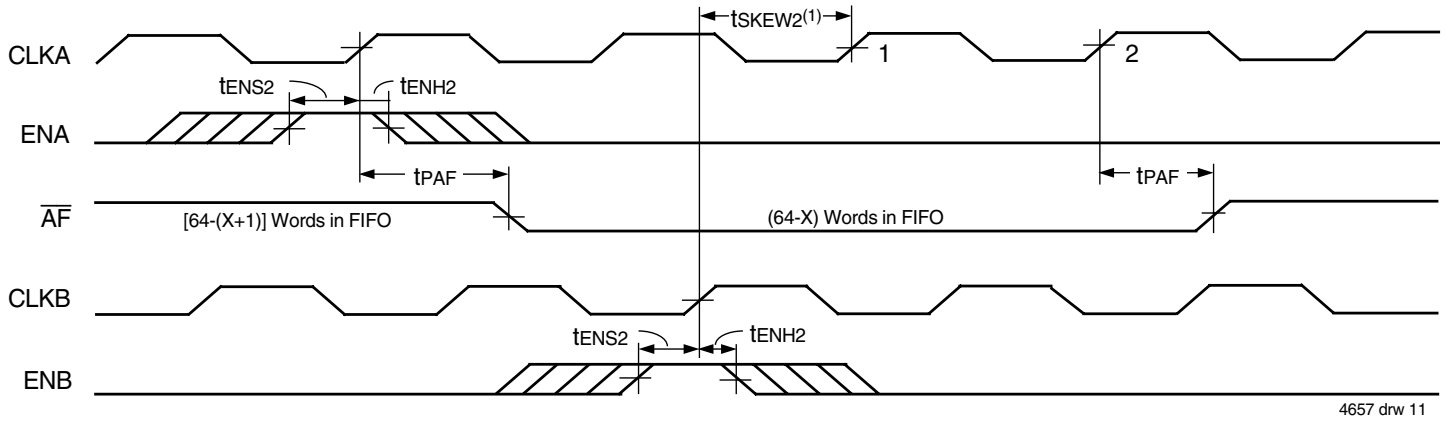 tSKEW2(1)
CLKA
1
2
tENS2
tENH2
ENA
tPAF
tPAF
AF
[64-(X+1)] Words in FIFO
(64-X) Words in FIFO
CLKB
tENS2
tENH2
ENB
4657 drw 11